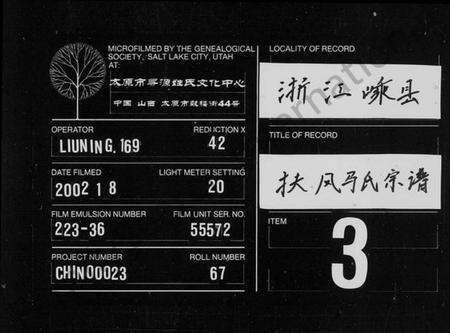 MICROFILMED BY THE GENEALOGICAL
SOCIETY, SALT LAKE CITY, UTAH
AT:
太原市寻源姓氏文化中心
中国 山西 太原市鼓楼街44号
OPERATOR
LIUNING.169
REDUCTION X
42
DATE FILMED
2002 1 8
LIGHT METER SETTING
20
FILM EMULSION NUMBER
223-36
FILM UNIT SER. NO.
55572
PROJECT NUMBER
CHIN00023
ROLL NUMBER
67
LOCALITY OF RECORD
浙江嵊县
TITLE OF RECORD
扶风马氏宗谱
ITEM
3